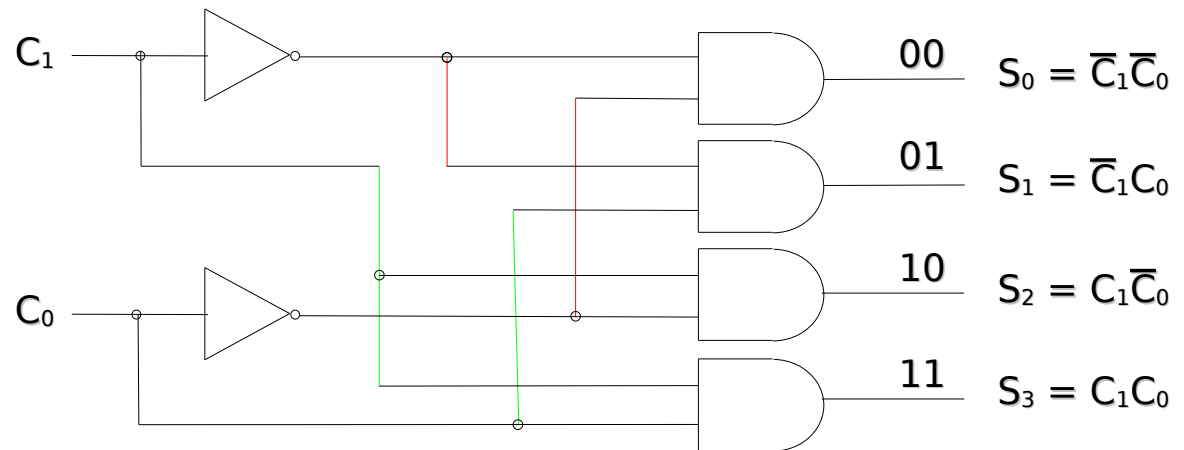 C₁
00 S₀ = C̅₁C̅₀
01 S₁ = C̅₁C₀
10 S₂ = C₁C̅₀
C₀
11 S₃ = C₁C₀